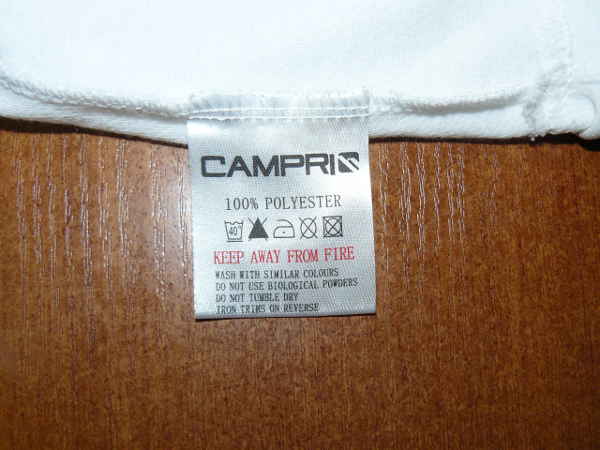 CAMPRI
100% POLYESTER
40°
KEEP AWAY FROM FIRE
WASH WITH SIMILAR COLOURS
DO NOT USE BIOLOGICAL POWDERS
DO NOT TUMBLE DRY
IRON TRIMS ON REVERSE